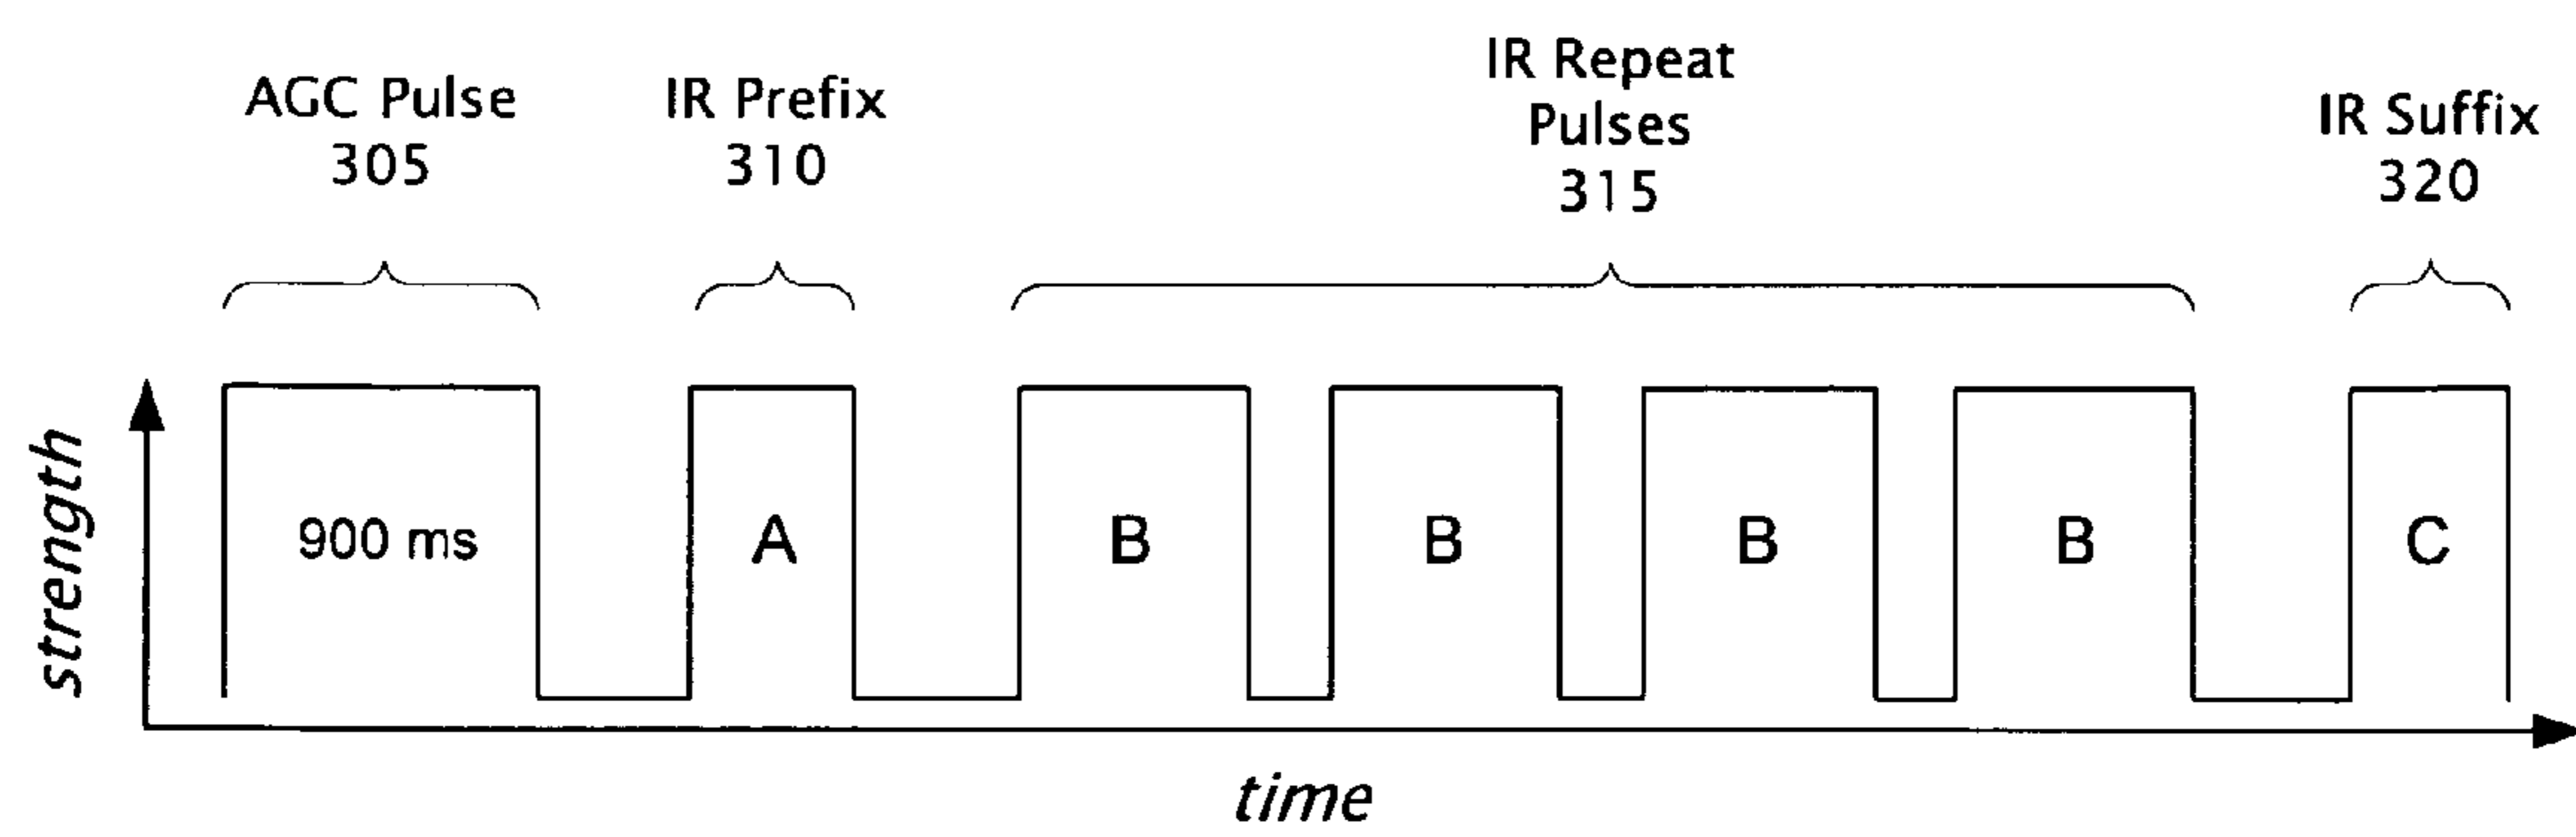 AGC Pulse
305
IR Prefix
310
IR Repeat
Pulses
315
IR Suffix
320
strength
900 ms
A
B
B
B
B
C
time